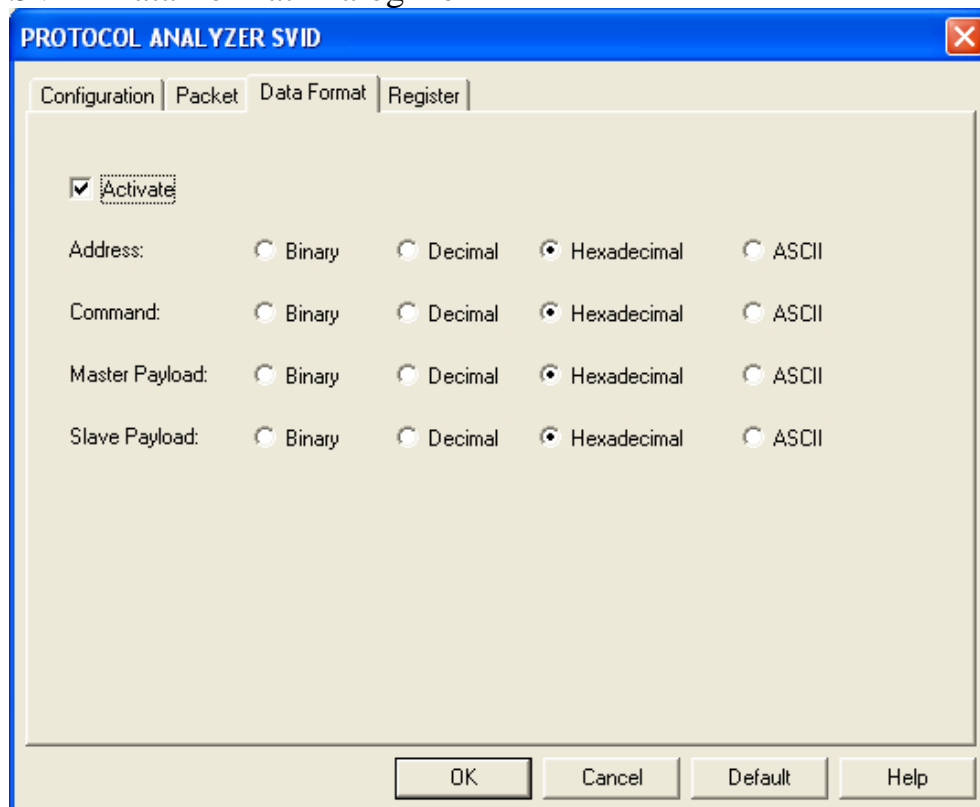 PROTOCOL ANALYZER SVID
Configuration Packet Data Format Register
Activate
Address: Binary Decimal Hexadecimal ASCII
Command: Binary Decimal Hexadecimal ASCII
Master Payload: Binary Decimal Hexadecimal ASCII
Slave Payload: Binary Decimal Hexadecimal ASCII
OK Cancel Default Help